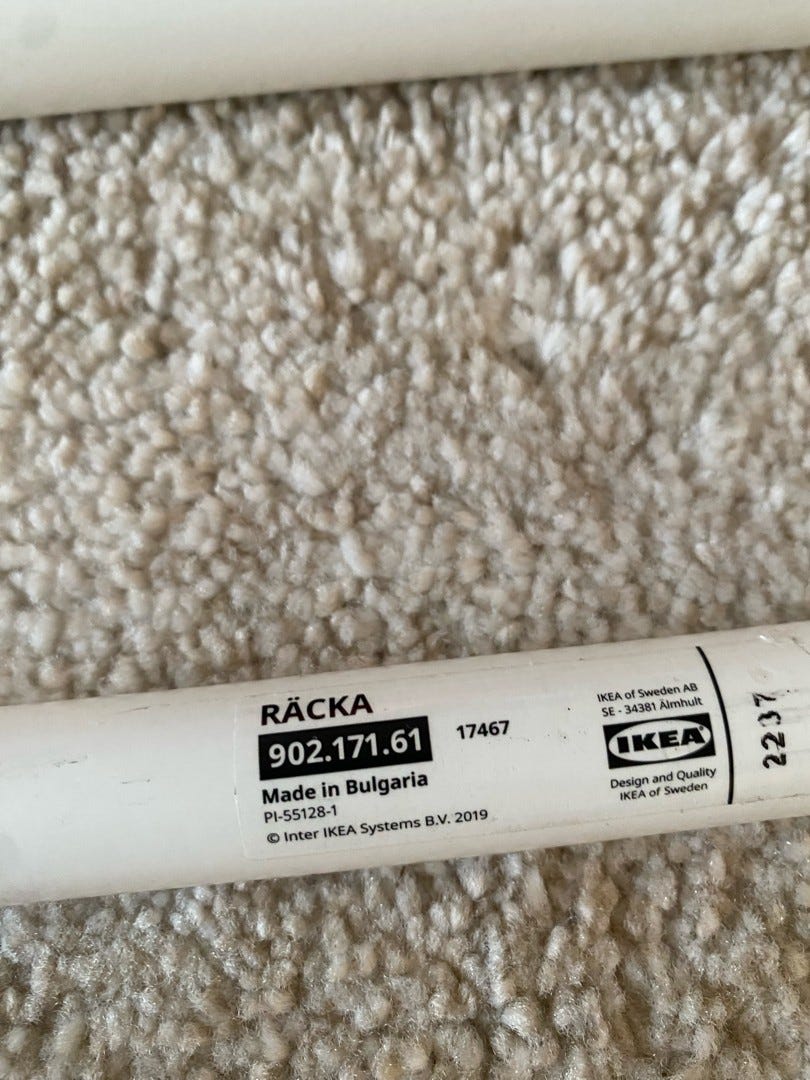 RÄCKA
902.171.61
17467
Made in Bulgaria
PI-55128-1
© Inter IKEA Systems B.V. 2019
IKEA of Sweden AB
SE - 34381 Älmhult
IKEA
Design and Quality
IKEA of Sweden
2237